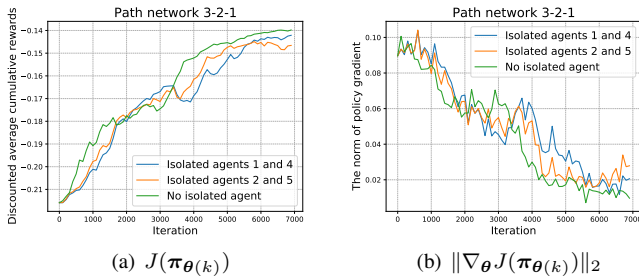 Path network 3-2-1
Discounted average cumulative rewards
−0.14
−0.15
−0.16
−0.17
−0.18
−0.19
−0.20
−0.21
Isolated agents 1 and 4
Isolated agents 2 and 5
No isolated agent
0 1000 2000 3000 4000 5000 6000 7000
Iteration
(a) J(π_θ(k))
Path network 3-2-1
The norm of policy gradient
0.10
0.08
0.06
0.04
0.02
Isolated agents 1 and 4
Isolated agents 2 and 5
No isolated agent
0 1000 2000 3000 4000 5000 6000 7000
Iteration
(b) ‖∇_θ J(π_θ(k))‖₂